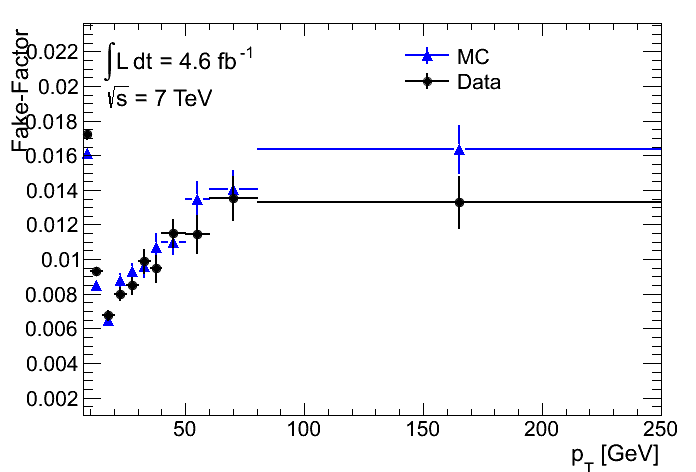 Fake-Factor
0.022
0.02
0.018
0.016
0.014
0.012
0.01
0.008
0.006
0.004
0.002
∫L dt = 4.6 fb⁻¹
√s = 7 TeV
MC
Data
50 100 150 200 250
p_T [GeV]